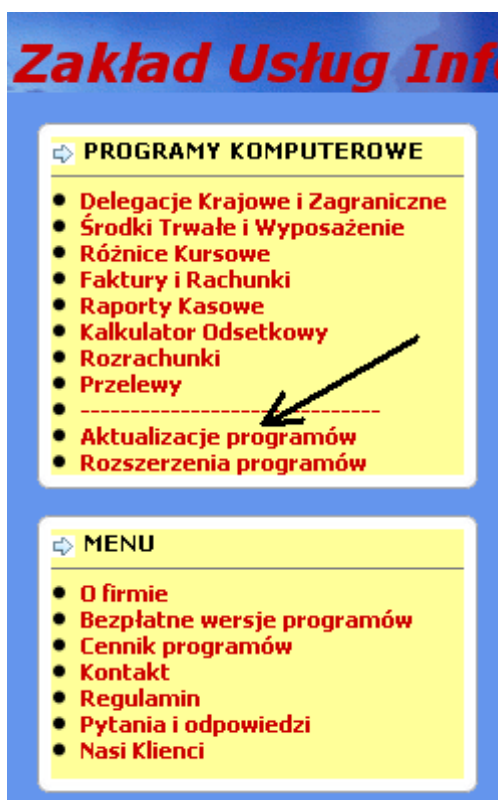 Zakład Usług Inf
PROGRAMY KOMPUTEROWE
Delegacje Krajowe i Zagraniczne
Środki Trwałe i Wyposażenie
Różnice Kursowe
Faktury i Rachunki
Raporty Kasowe
Kalkulator Odsetkowy
Rozrachunki
Przelewy
------------------------------
Aktualizacje programów
Rozszerzenia programów
MENU
O firmie
Bezpłatne wersje programów
Cennik programów
Kontakt
Regulamin
Pytania i odpowiedzi
Nasi Klienci